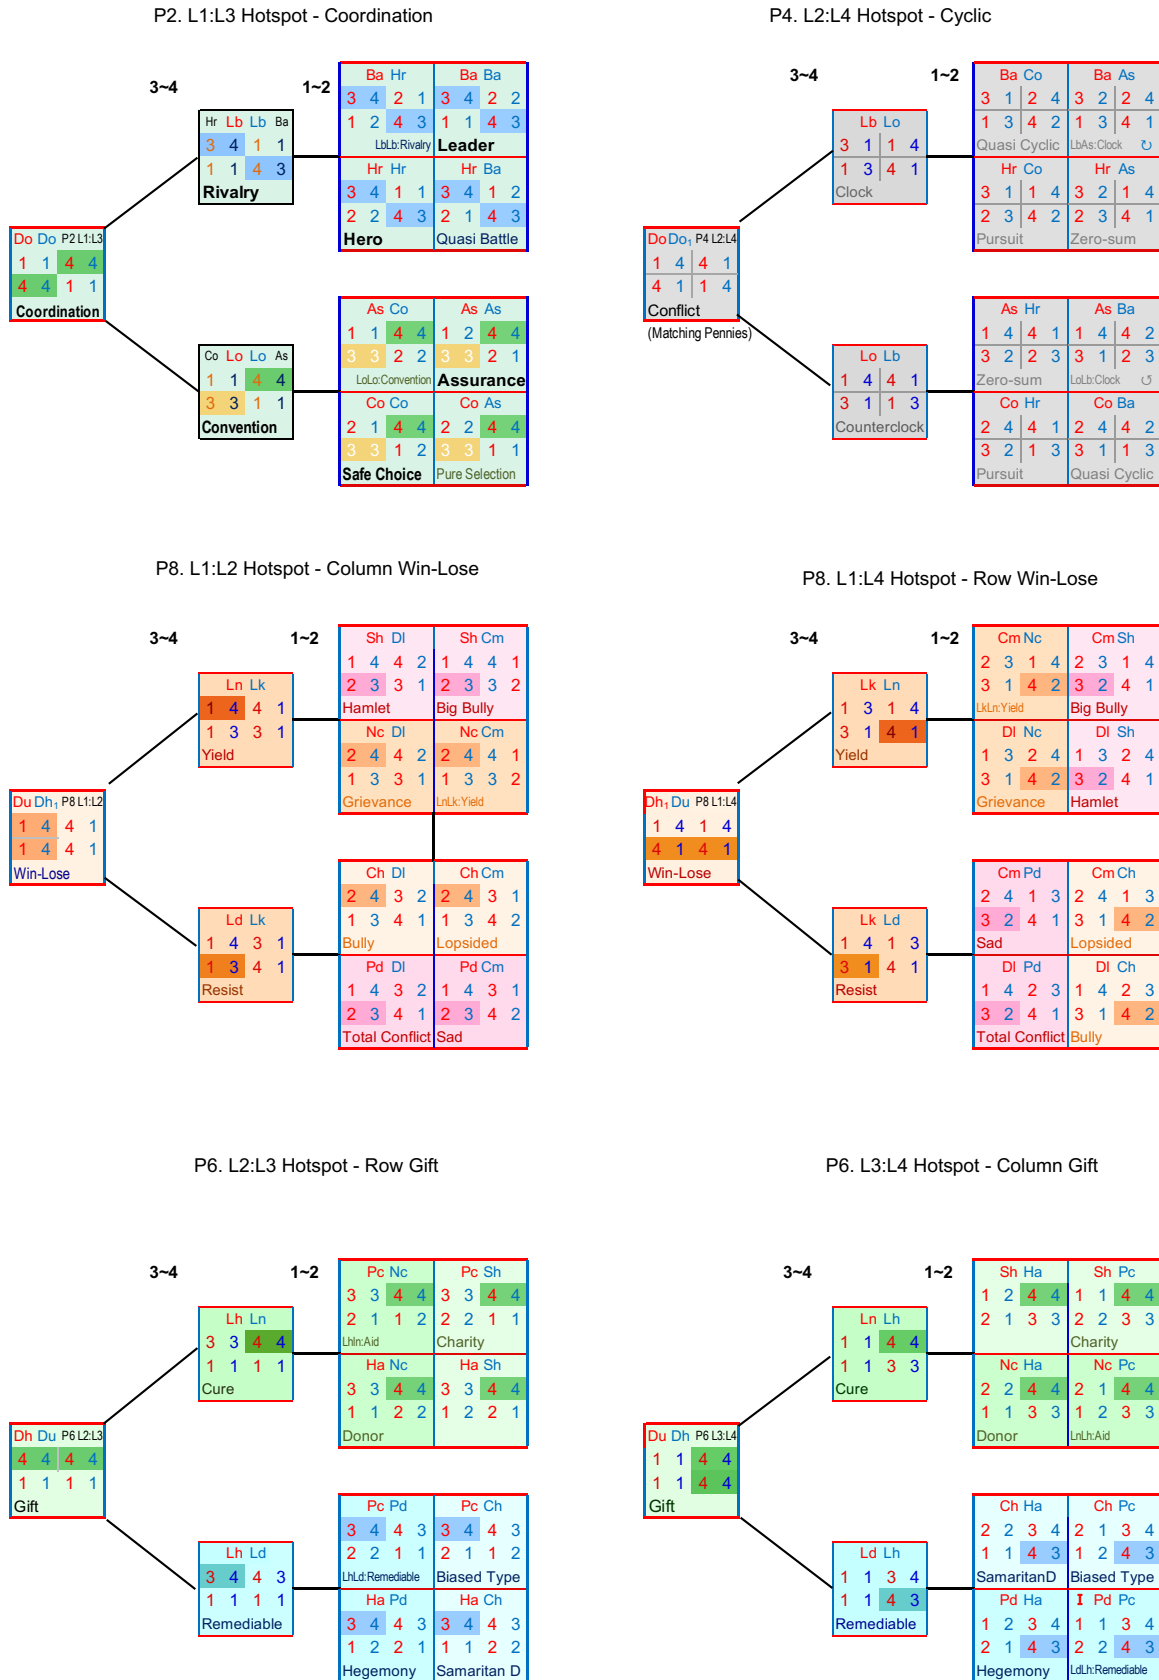 P2. L1:L3 Hotspot - Coordination
3~4
1~2
Ba Hr
Ba Ba
3 4 2 1
3 4 2 2
1 2 4 3
1 1 4 3
LbLb:Rivalry
Leader
Hr Hr
Hr Ba
3 4 1 1
3 4 1 2
2 2 4 3
2 1 4 3
Hero
Quasi Battle
Hr Lb Lb Ba
3 4 1 1
1 1 4 3
Rivalry
Do Do P2 L1:L3
1 1 4 4
4 4 1 1
Coordination
As Co
As As
1 1 4 4
1 2 4 4
3 3 2 2
3 3 2 1
LoLo:Convention
Assurance
Co Co
Co As
2 1 4 4
2 2 4 4
3 3 1 2
3 3 1 1
Safe Choice
Pure Selection
Co Lo Lo As
1 1 4 4
3 3 1 1
Convention
P4. L2:L4 Hotspot - Cyclic
3~4
1~2
Ba Co
Ba As
3 1 2 4
3 2 2 4
1 3 4 2
1 3 4 1
Quasi Cyclic
LbAs:Clock ↻
Hr Co
Hr As
3 1 1 4
3 2 1 4
2 3 4 2
2 3 4 1
Pursuit
Zero-sum
Lb Lo
3 1 1 4
1 3 4 1
Clock
Do Do1 P4 L2:L4
1 4 4 1
4 1 1 4
Conflict
(Matching Pennies)
As Hr
As Ba
1 4 4 1
1 4 4 2
3 2 2 3
3 1 2 3
Zero-sum
LoLb:Clock ↺
Co Hr
Co Ba
2 4 4 1
2 4 4 2
3 2 1 3
3 1 1 3
Pursuit
Quasi Cyclic
Lo Lb
1 4 4 1
3 1 1 3
Counterclock
P8. L1:L2 Hotspot - Column Win-Lose
3~4
1~2
Sh Dl
Sh Cm
1 4 4 2
1 4 4 1
2 3 3 1
2 3 3 2
Hamlet
Big Bully
Nc Dl
Nc Cm
2 4 4 2
2 4 4 1
1 3 3 1
1 3 3 2
Grievance
LnLk:Yield
Ln Lk
1 4 4 1
1 3 3 1
Yield
Du Dh1 P8 L1:L2
1 4 4 1
1 4 4 1
Win-Lose
Ch Dl
Ch Cm
2 4 3 2
2 4 3 1
1 3 4 1
1 3 4 2
Bully
Lopsided
Pd Dl
Pd Cm
1 4 3 2
1 4 3 1
2 3 4 1
2 3 4 2
Total Conflict
Sad
Ld Lk
1 4 3 1
1 3 4 1
Resist
P8. L1:L4 Hotspot - Row Win-Lose
3~4
1~2
Cm Nc
Cm Sh
2 3 1 4
2 3 1 4
3 1 4 2
3 2 4 1
LkLn:Yield
Big Bully
Dl Nc
Dl Sh
1 3 2 4
1 3 2 4
3 1 4 2
3 2 4 1
Grievance
Hamlet
Lk Ln
1 3 1 4
3 1 4 1
Yield
Dh1 Du P8 L1:L4
1 4 1 4
4 1 4 1
Win-Lose
Cm Pd
Cm Ch
2 4 1 3
2 4 1 3
3 2 4 1
3 1 4 2
Sad
Lopsided
Dl Pd
Dl Ch
1 4 2 3
1 4 2 3
3 2 4 1
3 1 4 2
Total Conflict
Bully
Lk Ld
1 4 1 3
3 1 4 1
Resist
P6. L2:L3 Hotspot - Row Gift
3~4
1~2
Pc Nc
Pc Sh
3 3 4 4
3 3 4 4
2 1 1 2
2 2 1 1
Lhln:Aid
Charity
Ha Nc
Ha Sh
3 3 4 4
3 3 4 4
1 1 2 2
1 2 2 1
Donor
Lh Ln
3 3 4 4
1 1 1 1
Cure
Dh Du P6 L2:L3
4 4 4 4
1 1 1 1
Gift
Pc Pd
Pc Ch
3 4 4 3
3 4 4 3
2 2 1 1
2 1 1 2
LhLd:Remediable
Biased Type
Ha Pd
Ha Ch
3 4 4 3
3 4 4 3
1 2 2 1
1 1 2 2
Hegemony
Samaritan D
Lh Ld
3 4 4 3
1 1 1 1
Remediable
P6. L3:L4 Hotspot - Column Gift
3~4
1~2
Sh Ha
Sh Pc
1 2 4 4
1 1 4 4
2 1 3 3
2 2 3 3
Charity
Nc Ha
Nc Pc
2 2 4 4
2 1 4 4
1 1 3 3
1 2 3 3
Donor
LnLh:Aid
Ln Lh
1 1 4 4
1 1 3 3
Cure
Du Dh P6 L3:L4
1 1 4 4
1 1 4 4
Gift
Ch Ha
Ch Pc
2 2 3 4
2 1 3 4
1 1 4 3
1 2 4 3
SamaritanD
Biased Type
Pd Ha
I Pd Pc
1 2 3 4
1 1 3 4
2 1 4 3
2 2 4 3
Hegemony
LdLh:Remediable
Ld Lh
1 1 3 4
1 1 4 3
Remediable